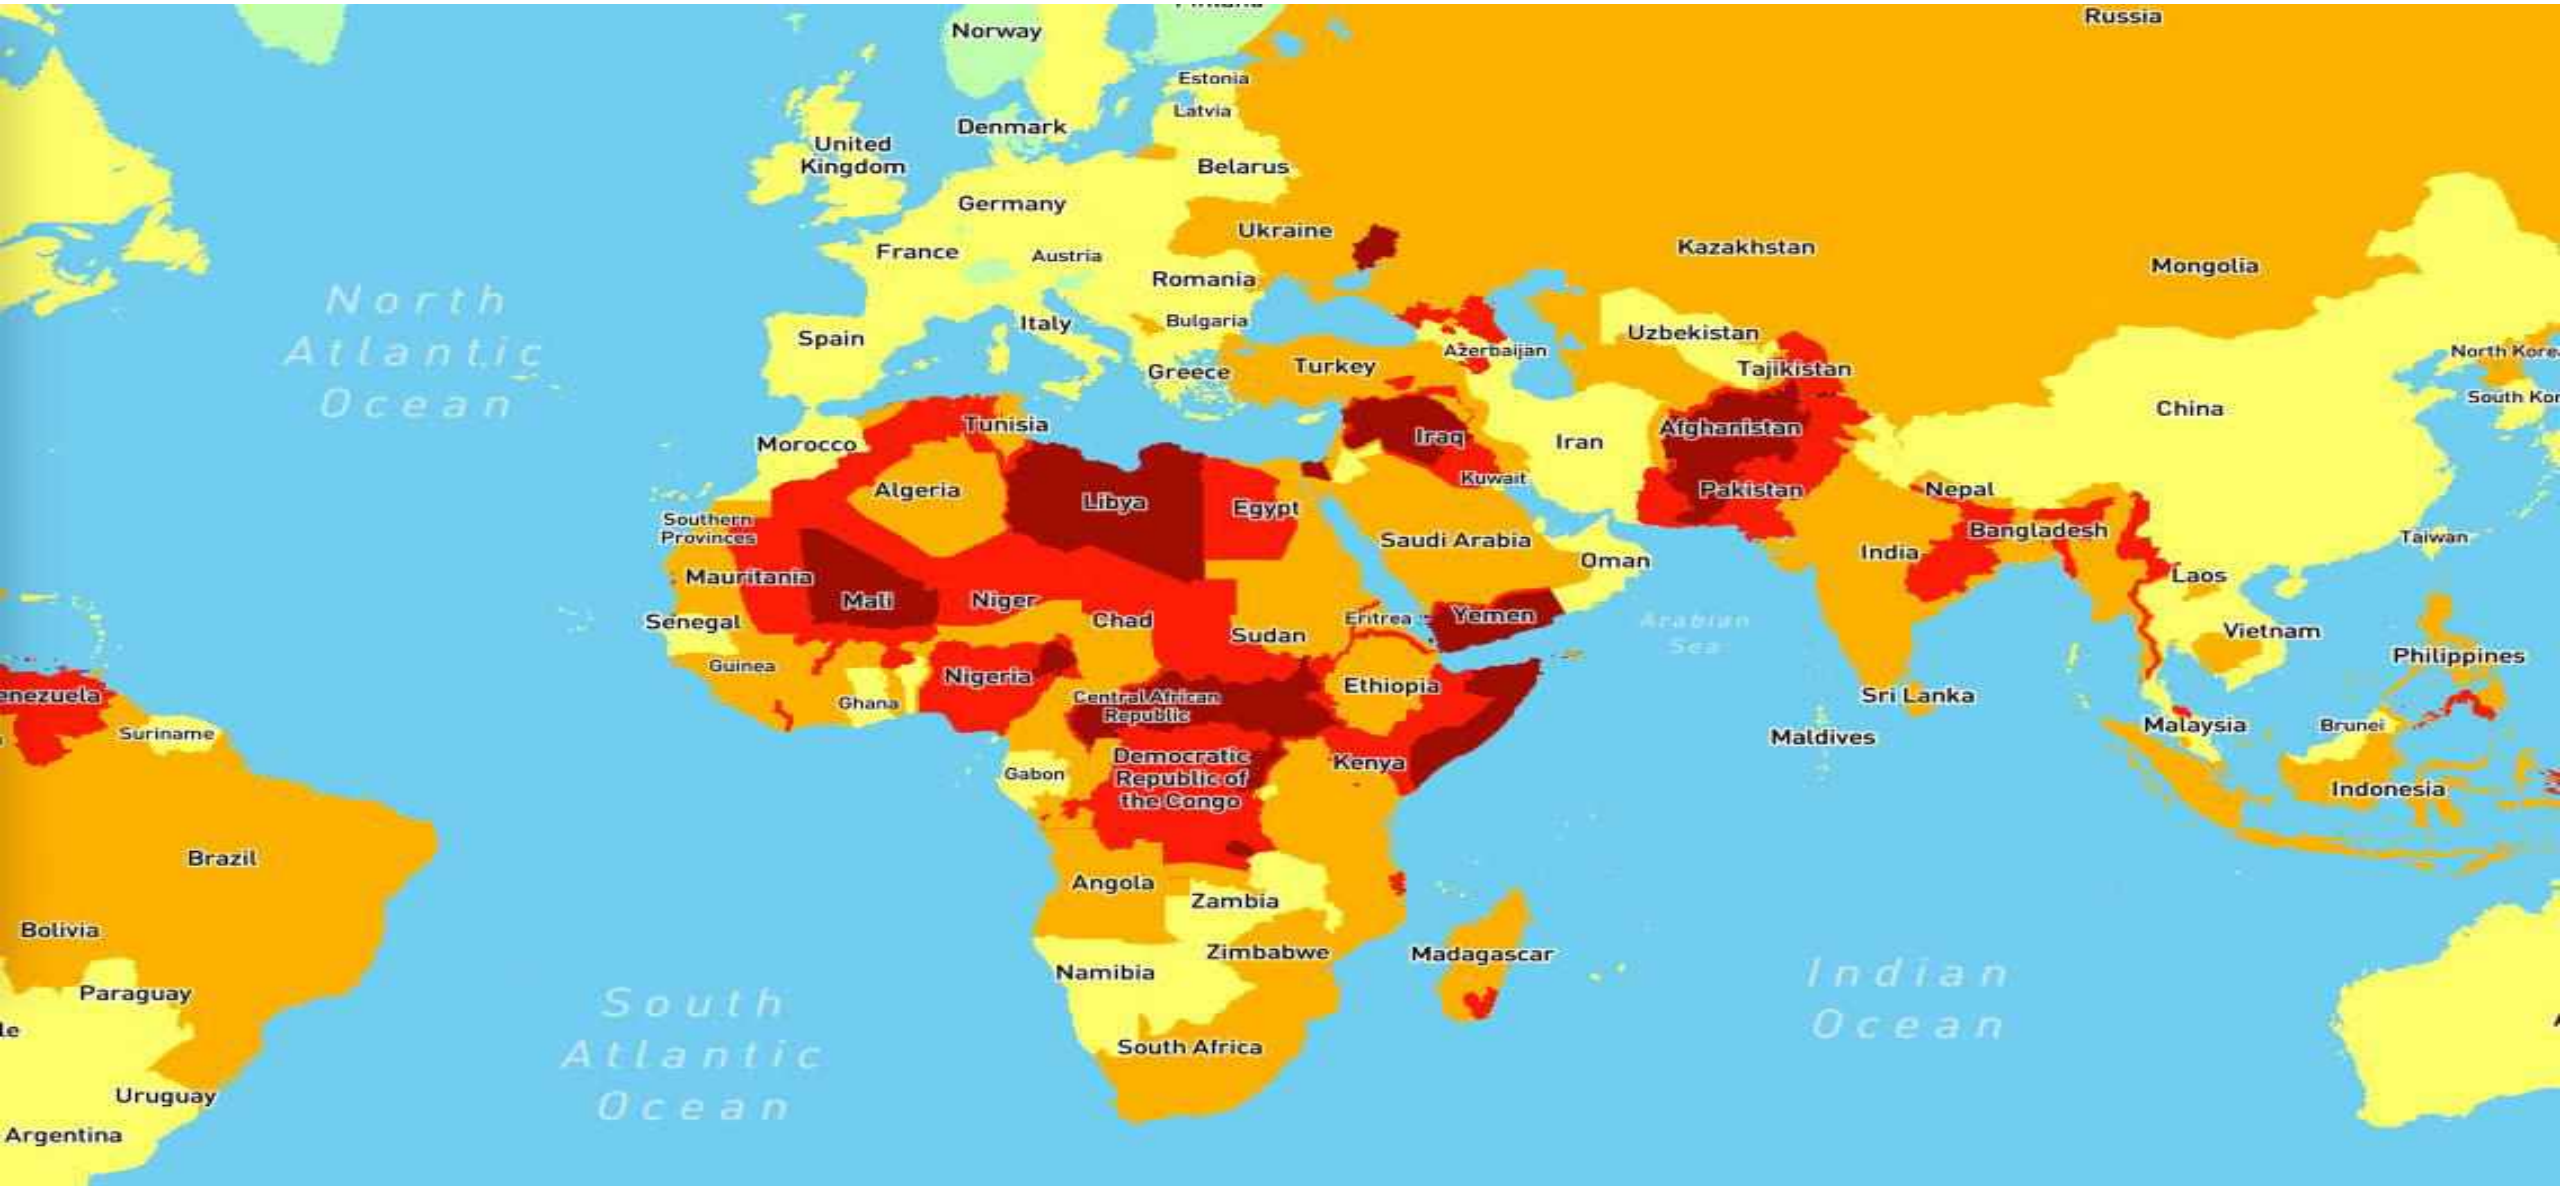 Russia
Norway
Estonia
Latvia
Denmark
United
Kingdom
Belarus
Germany
Ukraine
France
Austria
Kazakhstan
Mongolia
Romania
North
Atlantic
Ocean
Italy
Bulgaria
Spain
Uzbekistan
Azerbaijan
North Kore
Greece
Turkey
Tajikistan
South Kor
China
Tunisia
Morocco
Iraq
Iran
Afghanistan
Kuwait
Algeria
Libya
Egypt
Pakistan
Nepal
Southern
Provinces
Saudi Arabia
Bangladesh
Taiwan
India
Oman
Mauritania
Laos
Mali
Niger
Chad
Senegal
Sudan
Eritrea
Yemen
Arabian
Sea
Vietnam
Guinea
Philippines
Nigeria
Ethiopia
enezuela
Central African
Republic
Sri Lanka
Ghana
Suriname
Maldives
Malaysia
Brunei
Gabon
Democratic
Republic of
the Congo
Kenya
Indonesia
Brazil
Angola
Zambia
Bolivia
Zimbabwe
Madagascar
Namibia
Indian
Ocean
Paraguay
South
Atlantic
Ocean
le
South Africa
Uruguay
Argentina